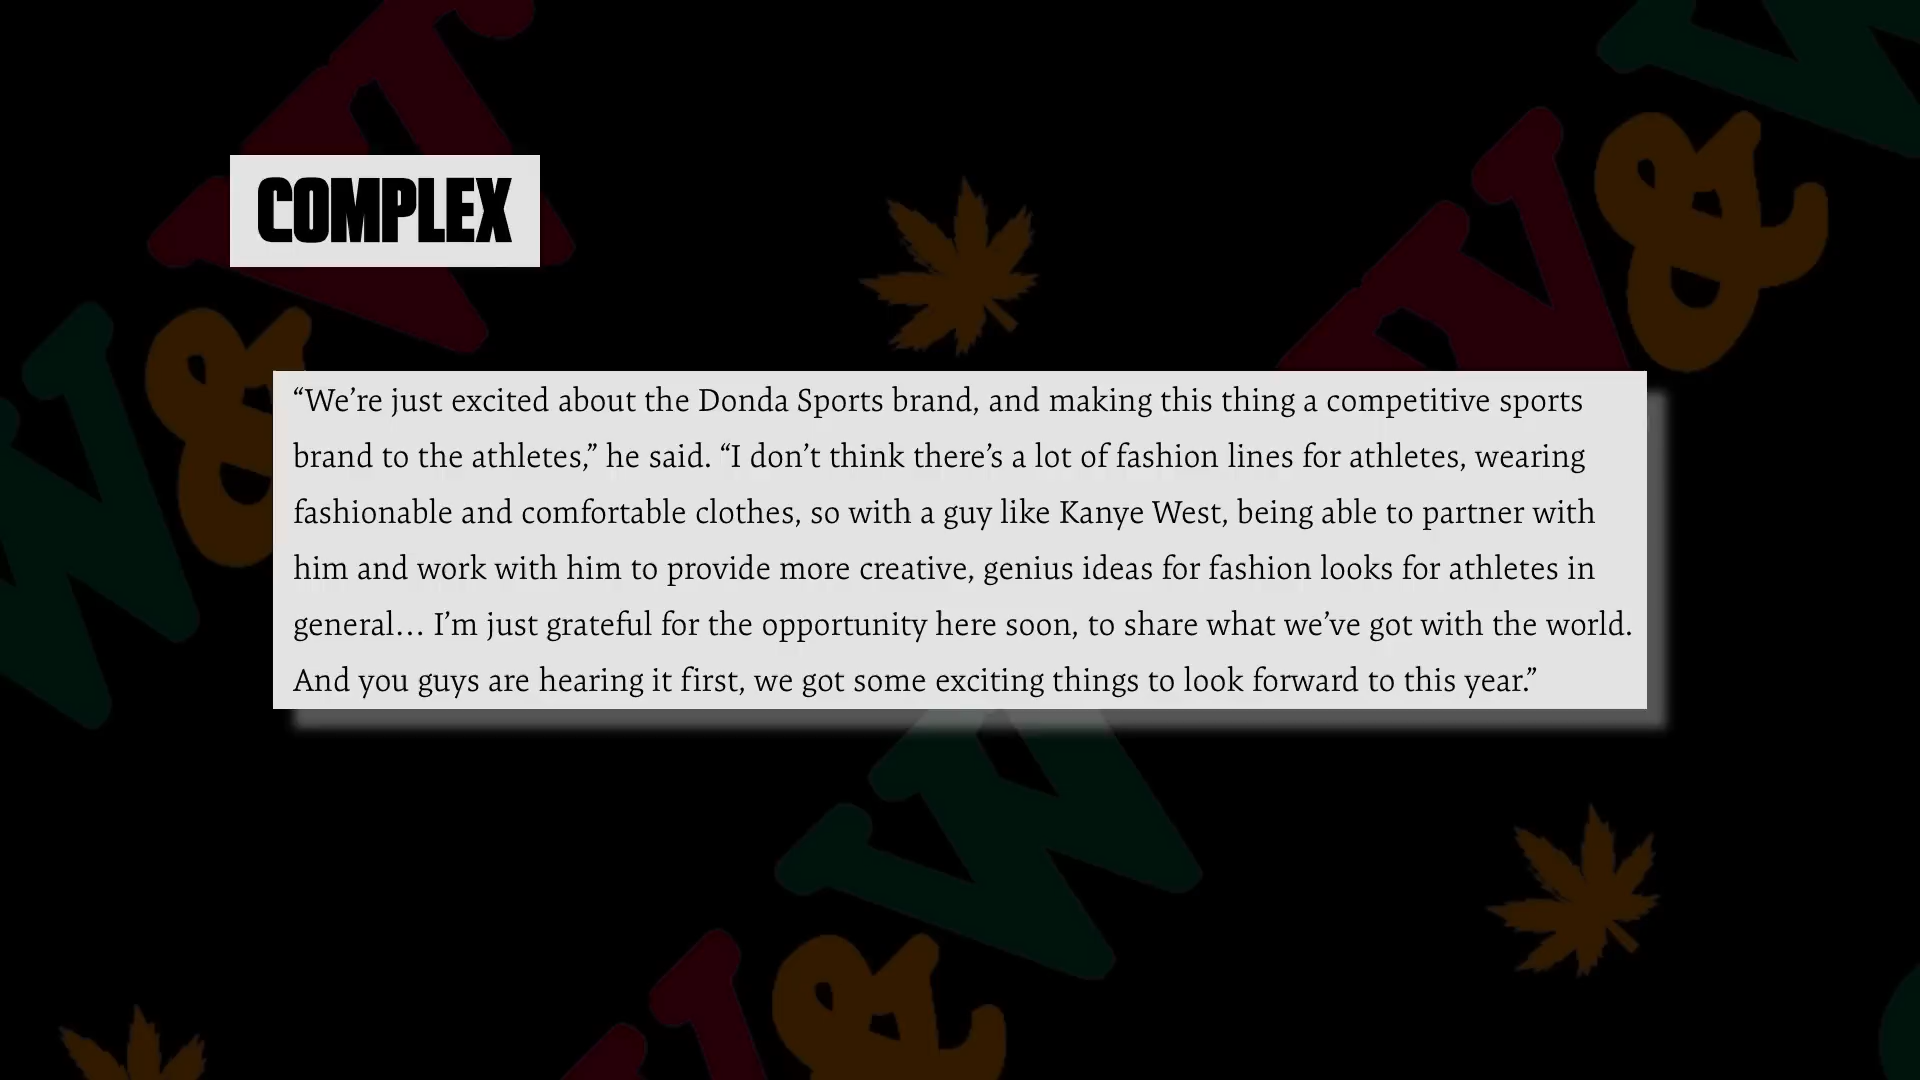 COMPLEX
“We’re just excited about the Donda Sports brand, and making this thing a competitive sports
brand to the athletes,” he said. “I don’t think there’s a lot of fashion lines for athletes, wearing
fashionable and comfortable clothes, so with a guy like Kanye West, being able to partner with
him and work with him to provide more creative, genius ideas for fashion looks for athletes in
general… I’m just grateful for the opportunity here soon, to share what we’ve got with the world.
And you guys are hearing it first, we got some exciting things to look forward to this year.”
W&W
W&W
W&W